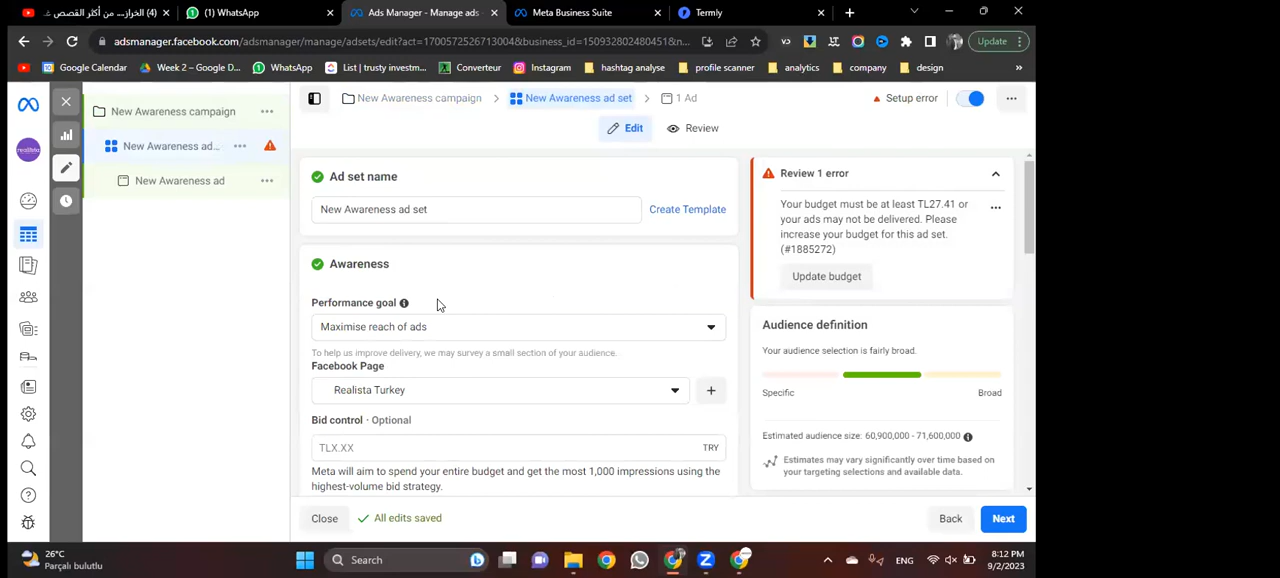 (4) الخراز... من أكثر القصص غ
(1) WhatsApp
Ads Manager - Manage ads
Meta Business Suite
Termly
adsmanager.facebook.com/adsmanager/manage/adsets/edit?act=1700572526713004&business_id=150932802480451&n...
Update
Google Calendar
Week 2 – Google D...
WhatsApp
List | trusty investm...
Converteur
Instagram
hashtag analyse
profile scanner
analytics
company
design
New Awareness campaign
New Awareness ad...
New Awareness ad
New Awareness campaign
New Awareness ad set
1 Ad
Setup error
Edit
Review
Ad set name
New Awareness ad set
Create Template
Awareness
Performance goal
Maximise reach of ads
To help us improve delivery, we may survey a small section of your audience.
Facebook Page
Realista Turkey
Bid control · Optional
TLX.XX
TRY
Meta will aim to spend your entire budget and get the most 1,000 impressions using the
highest-volume bid strategy.
Review 1 error
Your budget must be at least TL27.41 or
your ads may not be delivered. Please
increase your budget for this ad set.
(#1885272)
Update budget
Audience definition
Your audience selection is fairly broad.
Specific
Broad
Estimated audience size: 60,900,000 - 71,600,000
Estimates may vary significantly over time based on
your targeting selections and available data.
Close
All edits saved
Back
Next
26°C
Parçalı bulutlu
Search
ENG
8:12 PM
9/2/2023